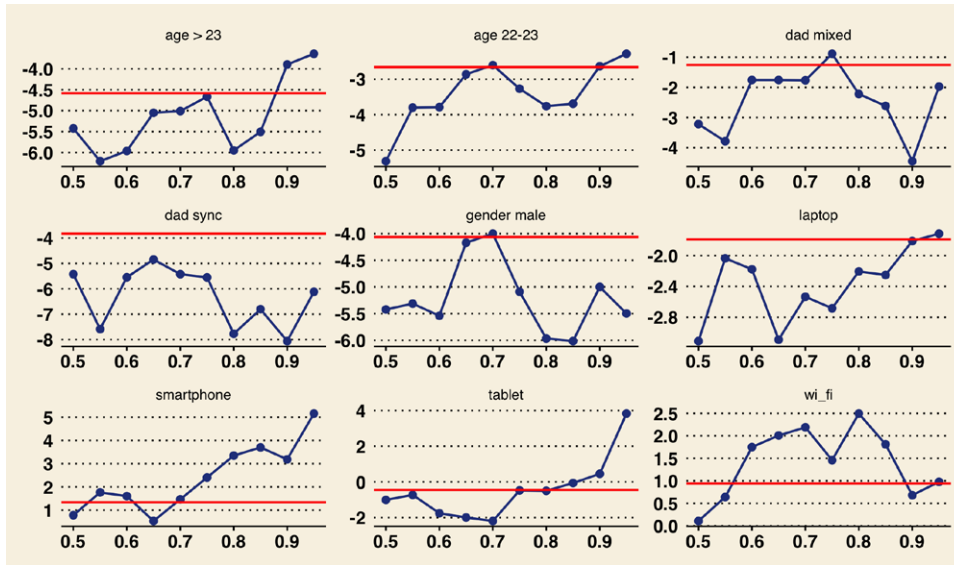 age > 23
age 22-23
dad mixed
-4.0
-4.5
-5.0
-5.5
-6.0
-3
-4
-5
-1
-2
-3
-4
0.5 0.6 0.7 0.8 0.9
0.5 0.6 0.7 0.8 0.9
0.5 0.6 0.7 0.8 0.9
dad sync
gender male
laptop
-4
-5
-6
-7
-8
-4.0
-4.5
-5.0
-5.5
-6.0
-2.0
-2.4
-2.8
0.5 0.6 0.7 0.8 0.9
0.5 0.6 0.7 0.8 0.9
0.5 0.6 0.7 0.8 0.9
smartphone
tablet
wi_fi
5
4
3
2
1
4
2
0
-2
2.5
2.0
1.5
1.0
0.5
0.0
0.5 0.6 0.7 0.8 0.9
0.5 0.6 0.7 0.8 0.9
0.5 0.6 0.7 0.8 0.9